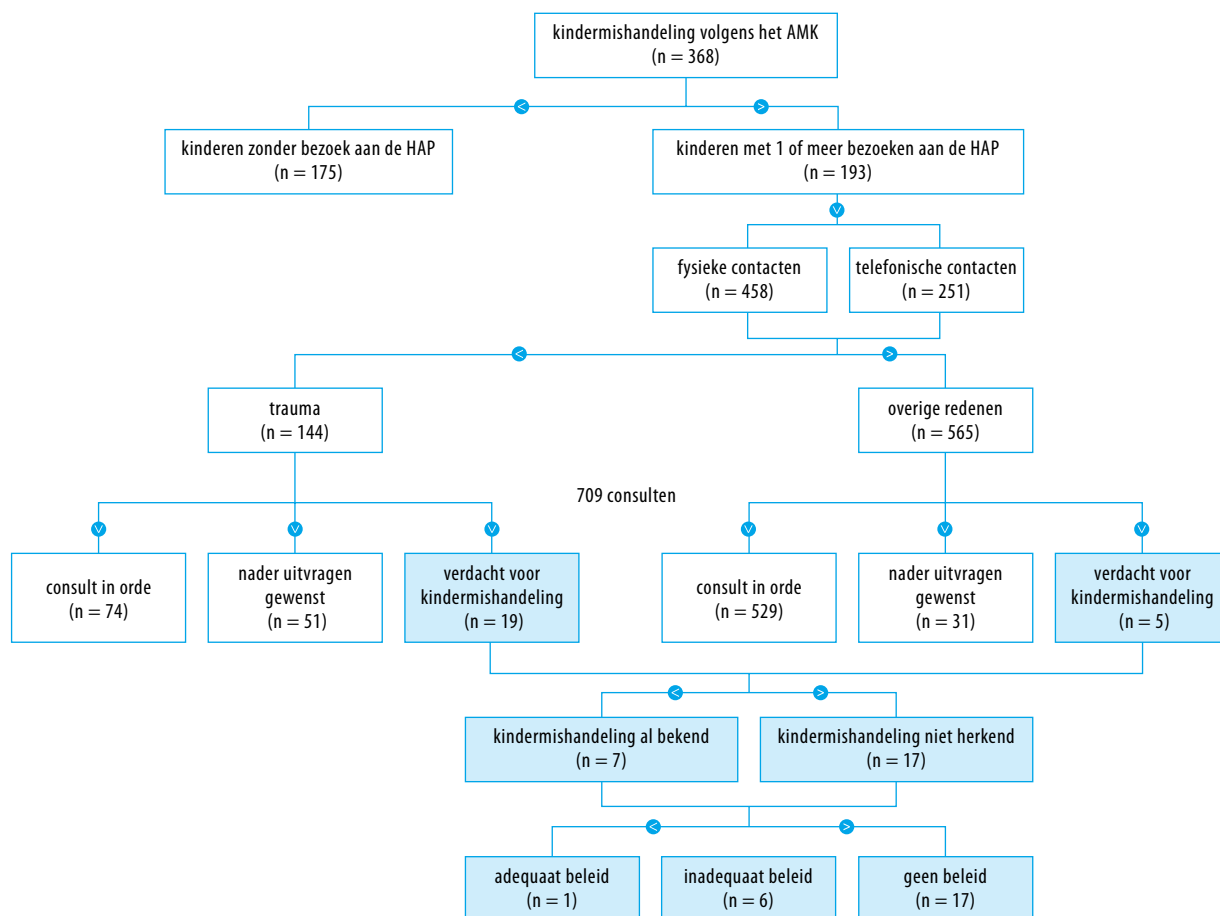 kindermishandeling volgens het AMK
(n = 368)
kinderen zonder bezoek aan de HAP
(n = 175)
kinderen met 1 of meer bezoeken aan de HAP
(n = 193)
fysieke contacten
(n = 458)
telefonische contacten
(n = 251)
trauma
(n = 144)
overige redenen
(n = 565)
709 consulten
consult in orde
(n = 74)
nader uitvragen
gewenst
(n = 51)
verdacht voor
kindermishandeling
(n = 19)
consult in orde
(n = 529)
nader uitvragen
gewenst
(n = 31)
verdacht voor
kindermishandeling
(n = 5)
kindermishandeling al bekend
(n = 7)
kindermishandeling niet herkend
(n = 17)
adequaat beleid
(n = 1)
inadequaat beleid
(n = 6)
geen beleid
(n = 17)